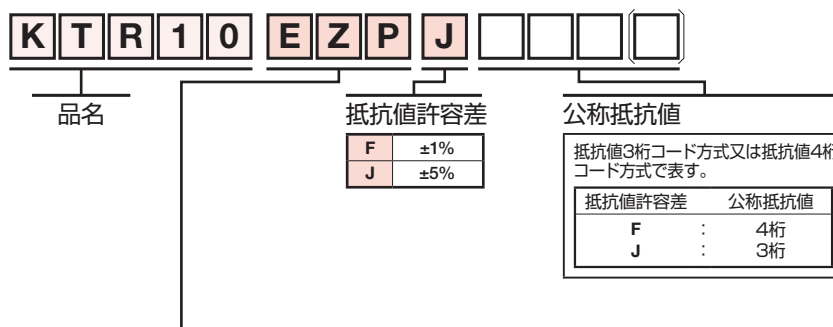 KTR10 EZP J
品名
抵抗値許容差
F ±1%
J ±5%
公称抵抗値
抵抗値3桁コード方式又は抵抗値4桁
コード方式で表す。
抵抗値許容差 公称抵抗値
F : 4桁
J : 3桁